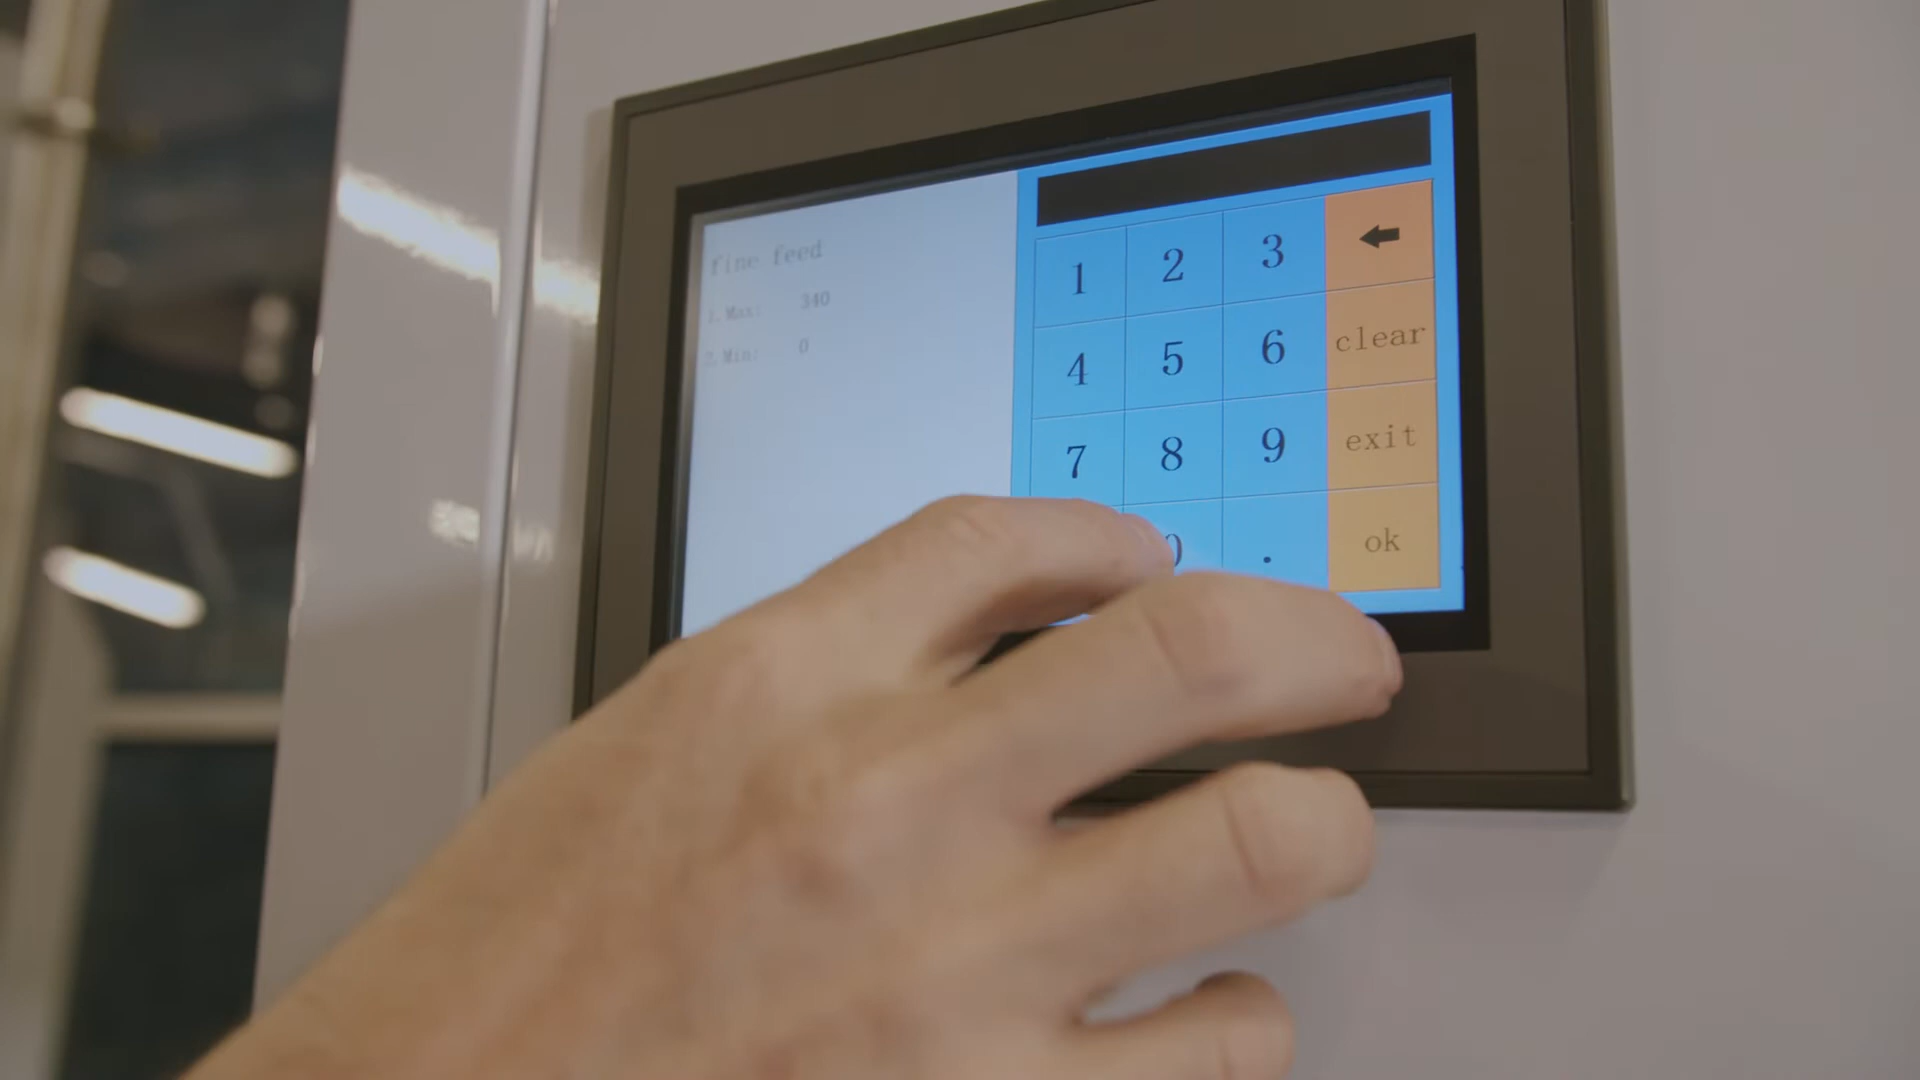 fine feed
1.Max: 340
2.Min: 0
1 2 3
4 5 6 clear
7 8 9 exit
0 . ok